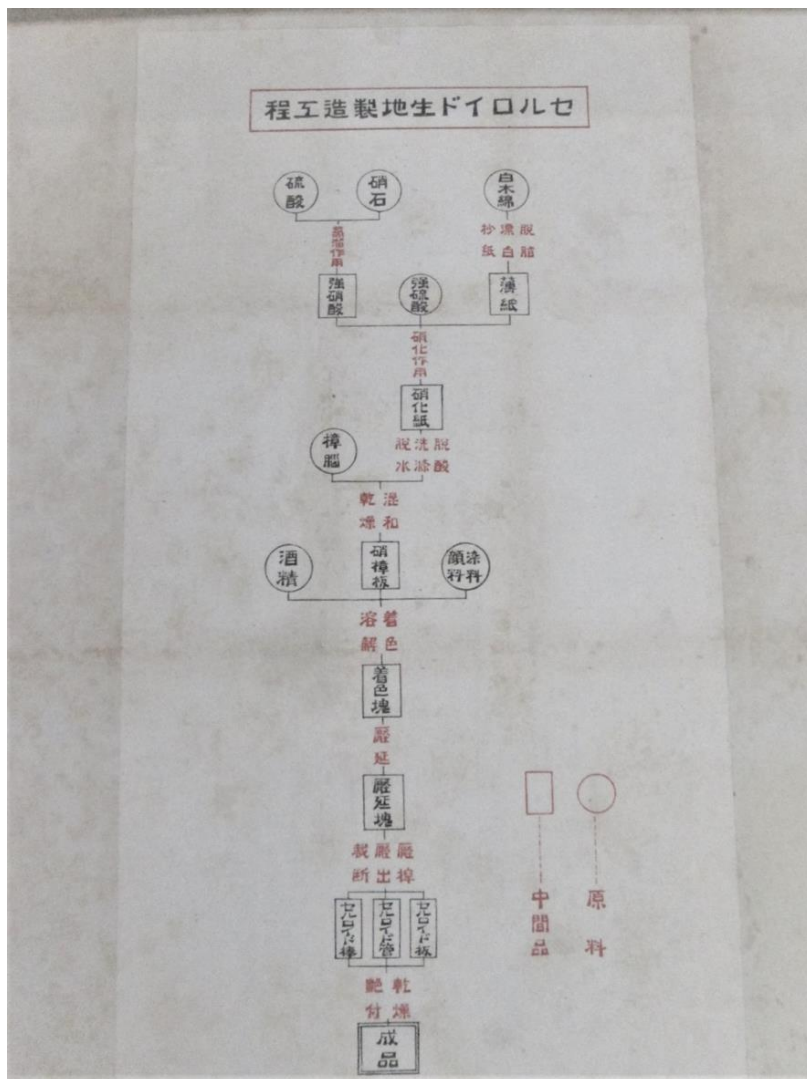 セルロイド生地製造工程
白木綿
硝石
硫酸
脱脂
漂白
抄紙
蒸溜作用
薄紙
強硫酸
強硝酸
硝化作用
硝化紙
脱酸
洗滌
脱水
樟腦
混和
乾燥
染料
顔料
硝樟板
酒精
着色
溶解
着色塊
壓延
壓延塊
壓搾
壓出
裁断
セルロイド板
セルロイド管
セルロイド棒
乾燥
艶付
成品
原料
中間品